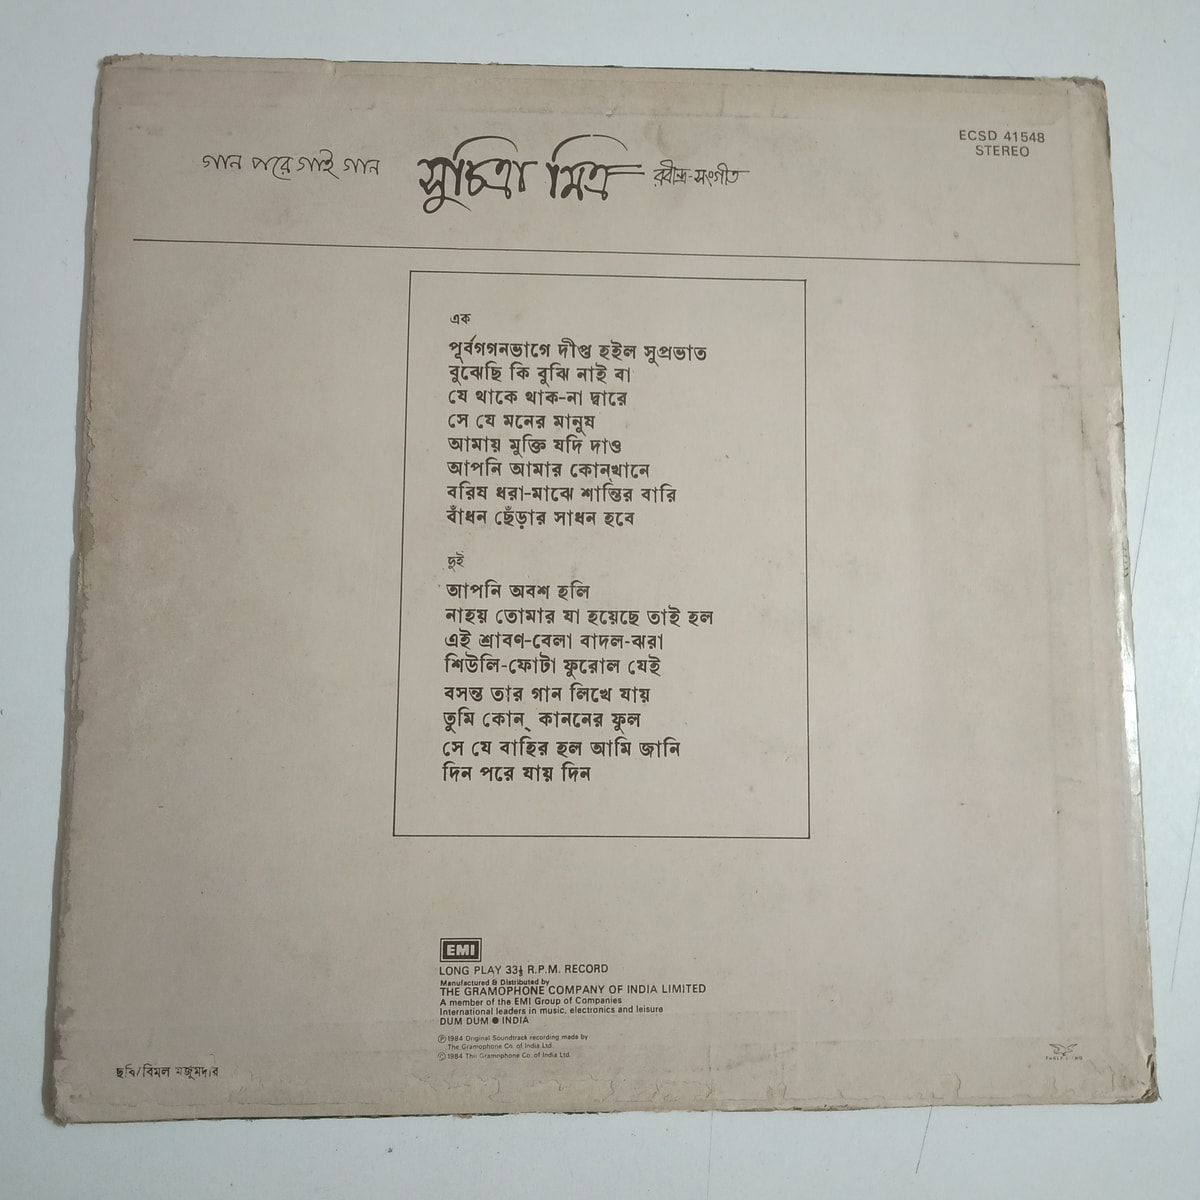 গান পরে গাই গান
সুচিত্রা মিত্র
রবীন্দ্র-সংগীত
ECSD 41548
STEREO
এক
পূর্বগগনভাগে দীপ্ত হইল সুপ্রভাত
বুঝেছি কি বুঝি নাই বা
যে থাকে থাক-না দ্বারে
সে যে মনের মানুষ
আমায় মুক্তি যদি দাও
আপনি আমার কোন্‌খানে
বরিষ ধরা-মাঝে শান্তির বারি
বাঁধন ছেঁড়ার সাধন হবে
দুই
আপনি অবশ হলি
নাহয় তোমার যা হয়েছে তাই হল
এই শ্রাবণ-বেলা বাদল-ঝরা
শিউলি-ফোটা ফুরোল যেই
বসন্ত তার গান লিখে যায়
তুমি কোন্‌ কাননের ফুল
সে যে বাহির হল আমি জানি
দিন পরে যায় দিন
EMI
LONG PLAY 33⅓ R.P.M. RECORD
Manufactured & Distributed by
THE GRAMOPHONE COMPANY OF INDIA LIMITED
A member of the EMI Group of Companies
International leaders in music, electronics and leisure
DUM DUM ● INDIA
Ⓟ1984 Original Soundtrack recording made by
The Gramophone Co. of India Ltd.
©1984 The Gramophone Co. of India Ltd.
ছবি/বিমল মজুমদার